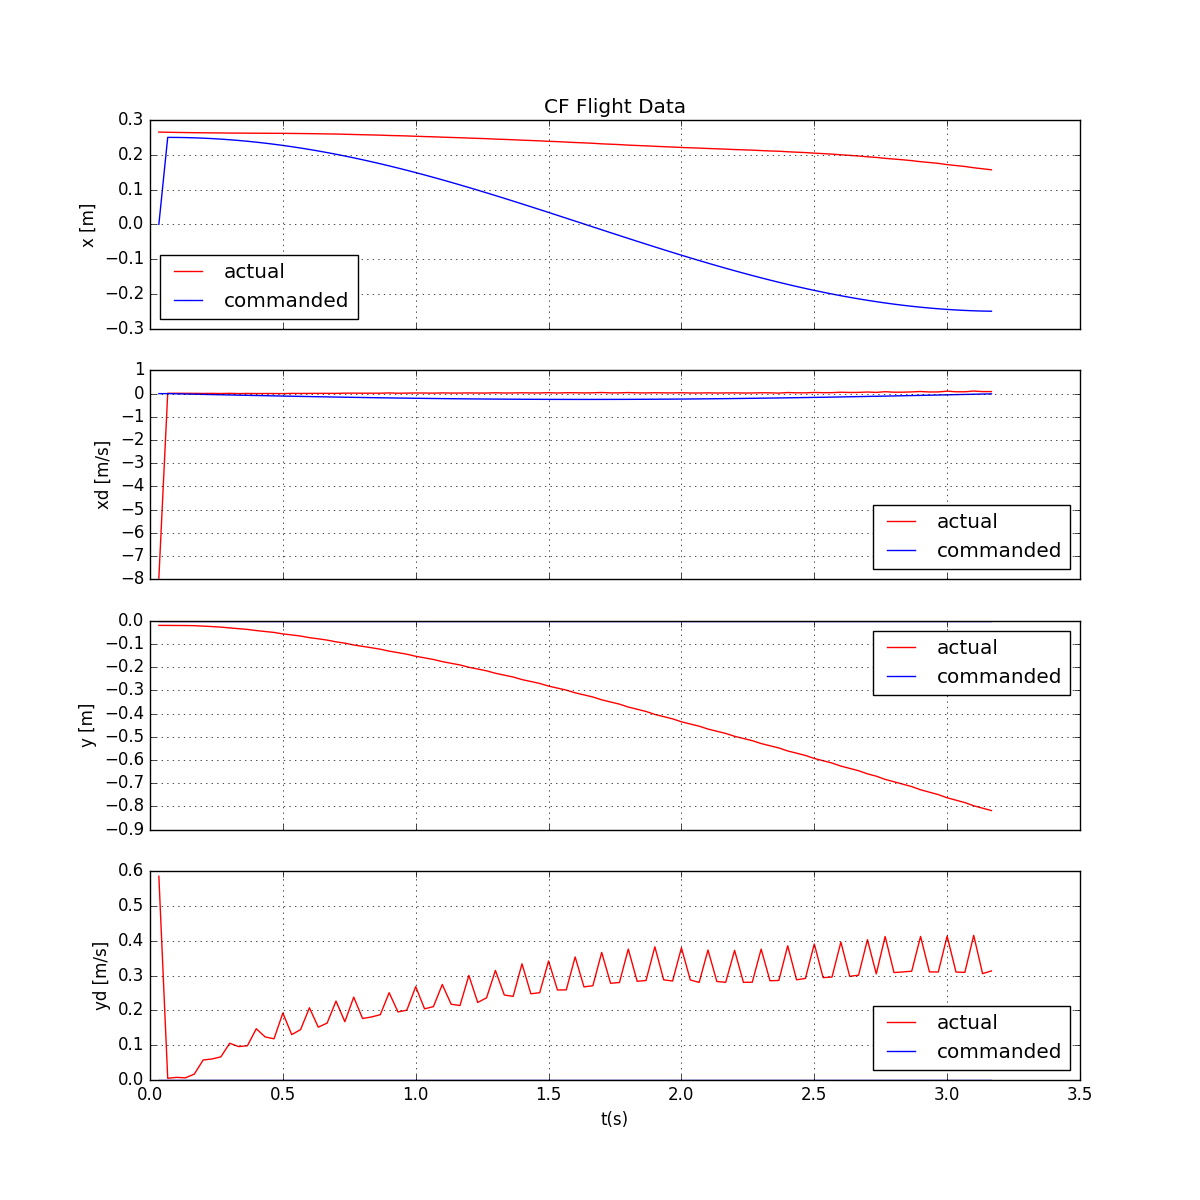 CF Flight Data
0.3
0.2
0.1
0.0
−0.1
−0.2
−0.3
x [m]
actual
commanded
1
0
−1
−2
−3
−4
−5
−6
−7
−8
xd [m/s]
actual
commanded
0.0
−0.1
−0.2
−0.3
−0.4
−0.5
−0.6
−0.7
−0.8
−0.9
y [m]
actual
commanded
0.6
0.5
0.4
0.3
0.2
0.1
0.0
yd [m/s]
actual
commanded
0.0 0.5 1.0 1.5 2.0 2.5 3.0 3.5
t(s)